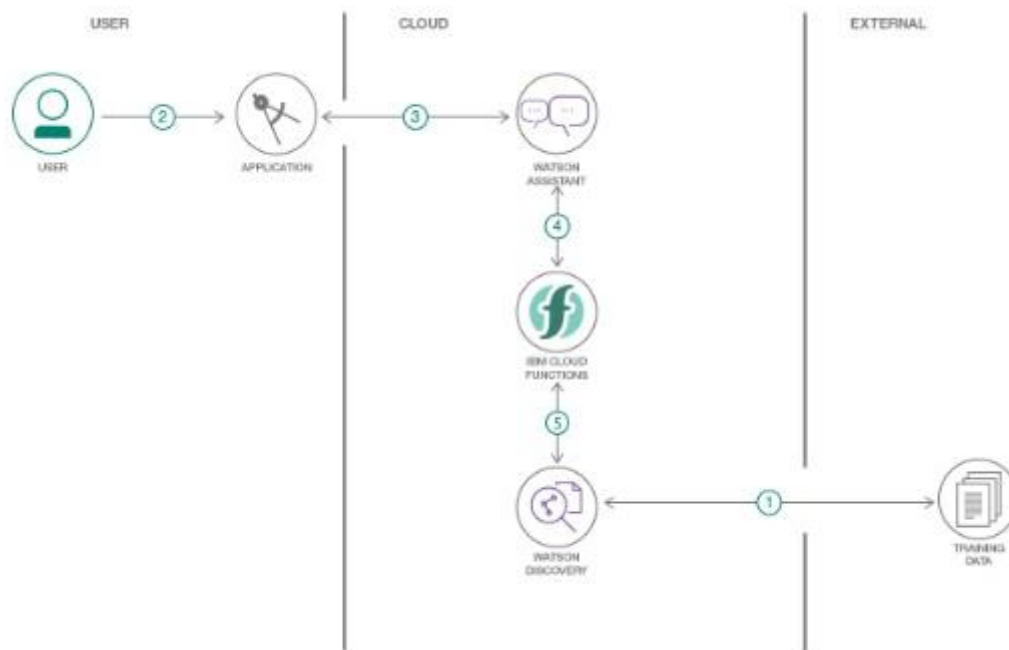 USER
CLOUD
EXTERNAL
2
3
USER
APPLICATION
WATSON
ASSISTANT
4
IBM CLOUD
FUNCTIONS
5
1
WATSON
DISCOVERY
TRAINING
DATA